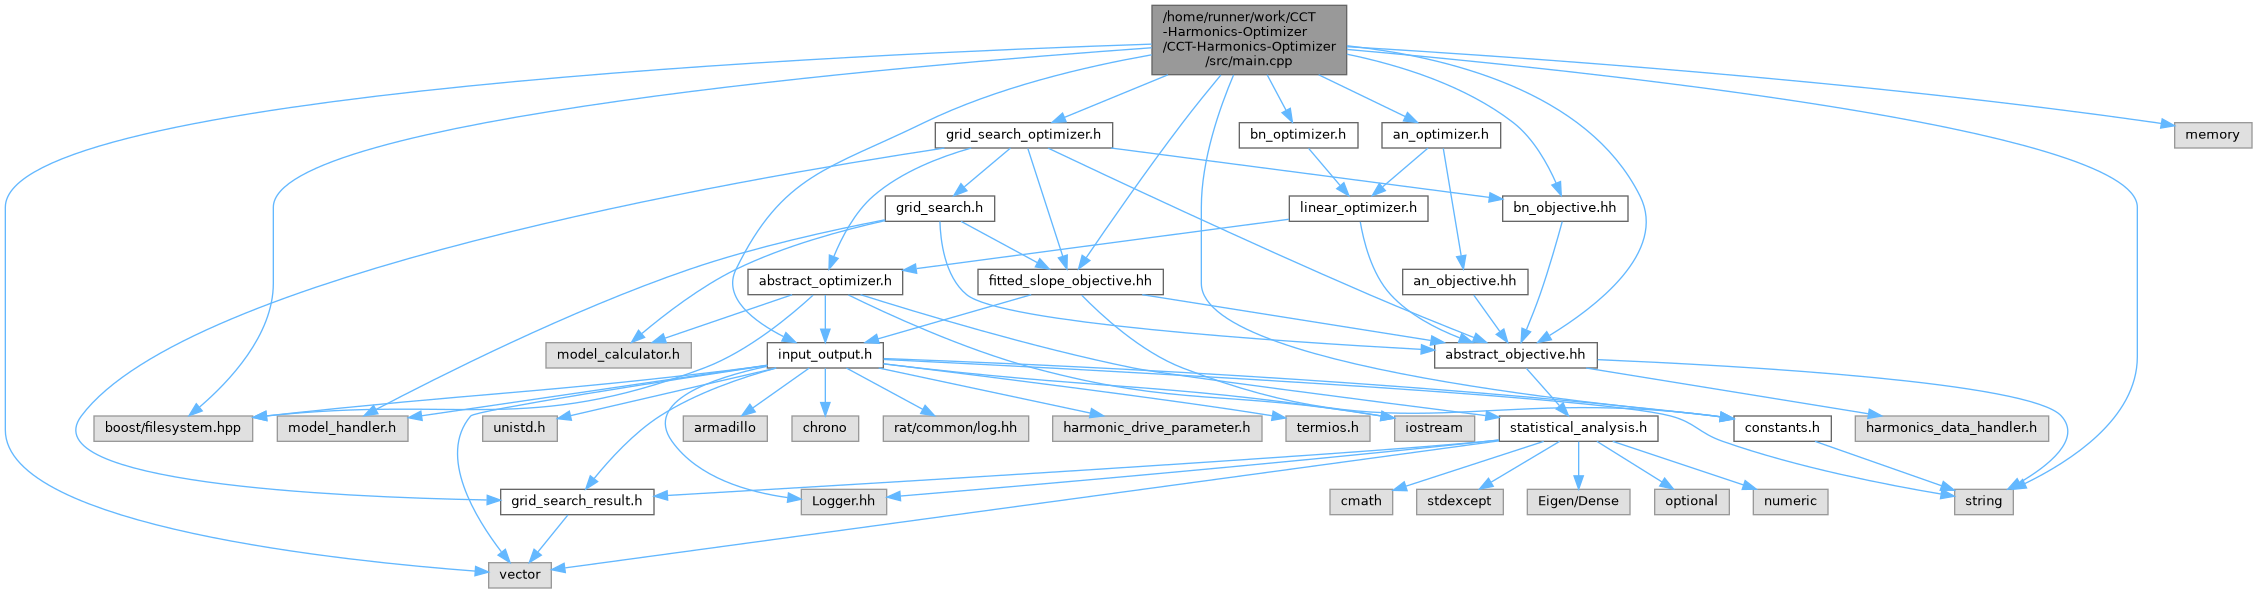 /home/runner/work/CCT
-Harmonics-Optimizer
/CCT-Harmonics-Optimizer
/src/main.cpp
grid_search_optimizer.h
bn_optimizer.h
an_optimizer.h
memory
grid_search.h
linear_optimizer.h
bn_objective.hh
abstract_optimizer.h
fitted_slope_objective.hh
an_objective.hh
model_calculator.h
input_output.h
abstract_objective.hh
boost/filesystem.hpp
model_handler.h
unistd.h
armadillo
chrono
rat/common/log.hh
harmonic_drive_parameter.h
termios.h
iostream
statistical_analysis.h
constants.h
harmonics_data_handler.h
grid_search_result.h
Logger.hh
cmath
stdexcept
Eigen/Dense
optional
numeric
string
vector